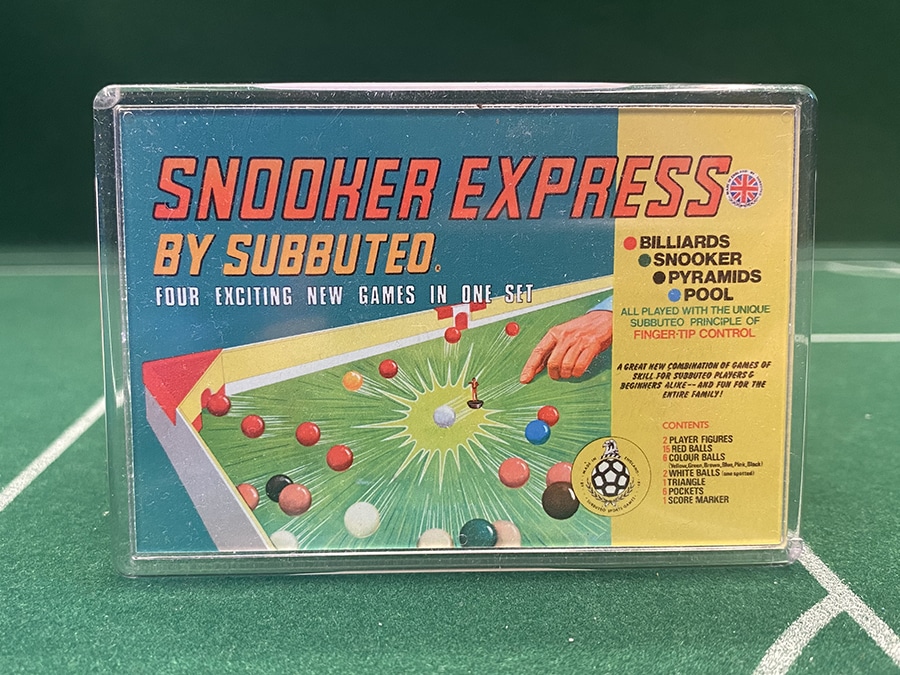 SNOOKER EXPRESS
BY SUBBUTEO
FOUR EXCITING NEW GAMES IN ONE SET
BILLIARDS
SNOOKER
PYRAMIDS
POOL
ALL PLAYED WITH THE UNIQUE
SUBBUTEO PRINCIPLE OF
FINGER-TIP CONTROL
A GREAT NEW COMBINATION OF GAMES OF
SKILL FOR SUBBUTEO PLAYERS &
BEGINNERS ALIKE -- AND FUN FOR THE
ENTIRE FAMILY!
CONTENTS
2 PLAYER FIGURES
15 RED BALLS
6 COLOUR BALLS
(Yellow,Green,Brown,Blue,Pink,Black)
2 WHITE BALLS (one spotted)
1 TRIANGLE
6 POCKETS
1 SCORE MARKER
MADE IN ENGLAND
SUBBUTEO SPORTS GAMES